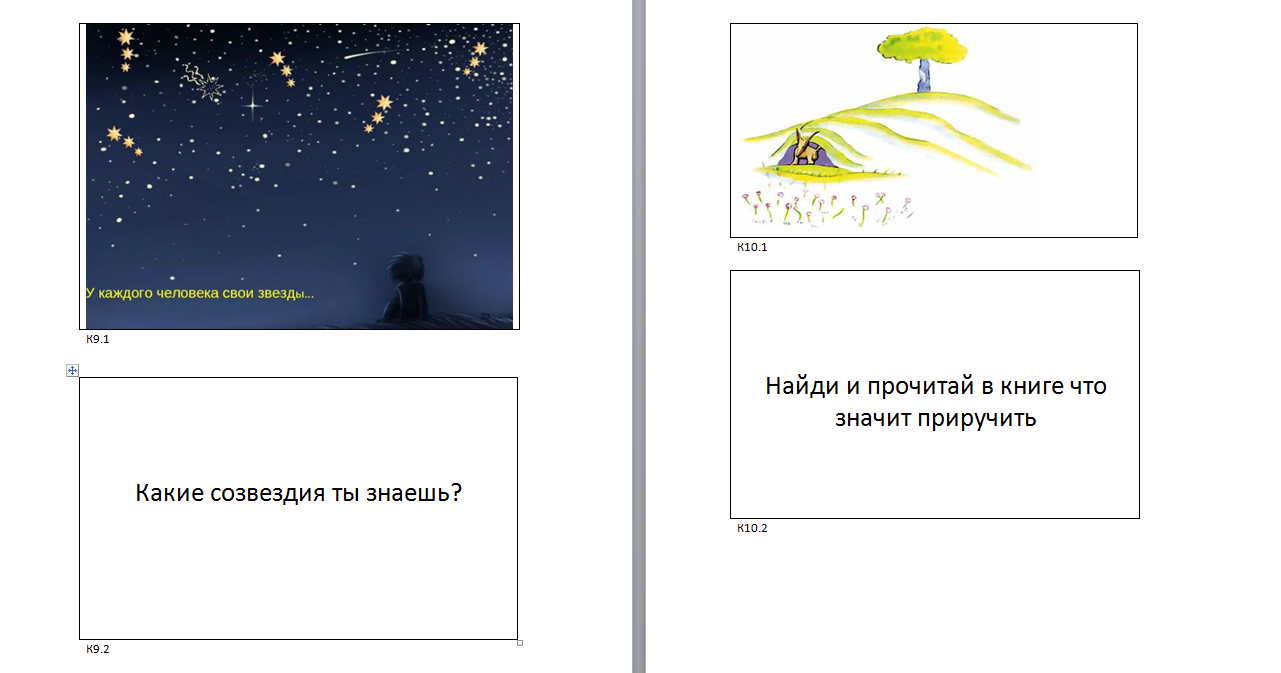 У каждого человека свои звезды...
23
К9.1
Какие созвездия ты знаешь?
К9.2
К10.1
Найди и прочитай в книге что
значит приручить
К10.2